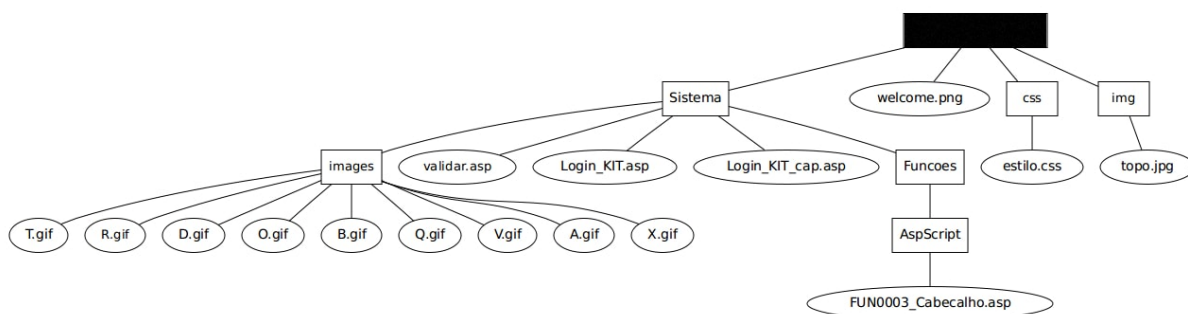 Sistema
welcome.png
css
img
images
validar.asp
Login_KIT.asp
Login_KIT_cap.asp
Funcoes
estilo.css
topo.jpg
T.gif
R.gif
D.gif
O.gif
B.gif
Q.gif
V.gif
A.gif
X.gif
AspScript
FUN0003_Cabecalho.asp